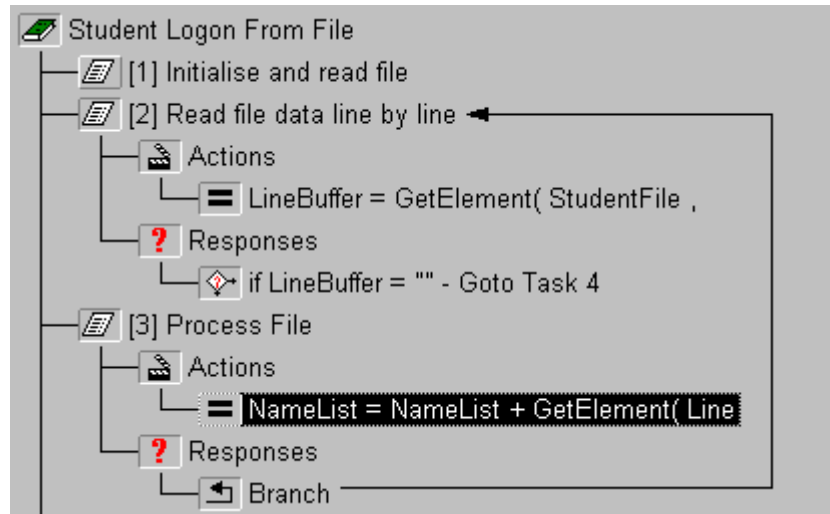 Student Logon From File
[1] Initialise and read file
[2] Read file data line by line
Actions
LineBuffer = GetElement( StudentFile ,
? Responses
if LineBuffer = "" - Goto Task 4
[3] Process File
Actions
NameList = NameList + GetElement( Line
? Responses
Branch